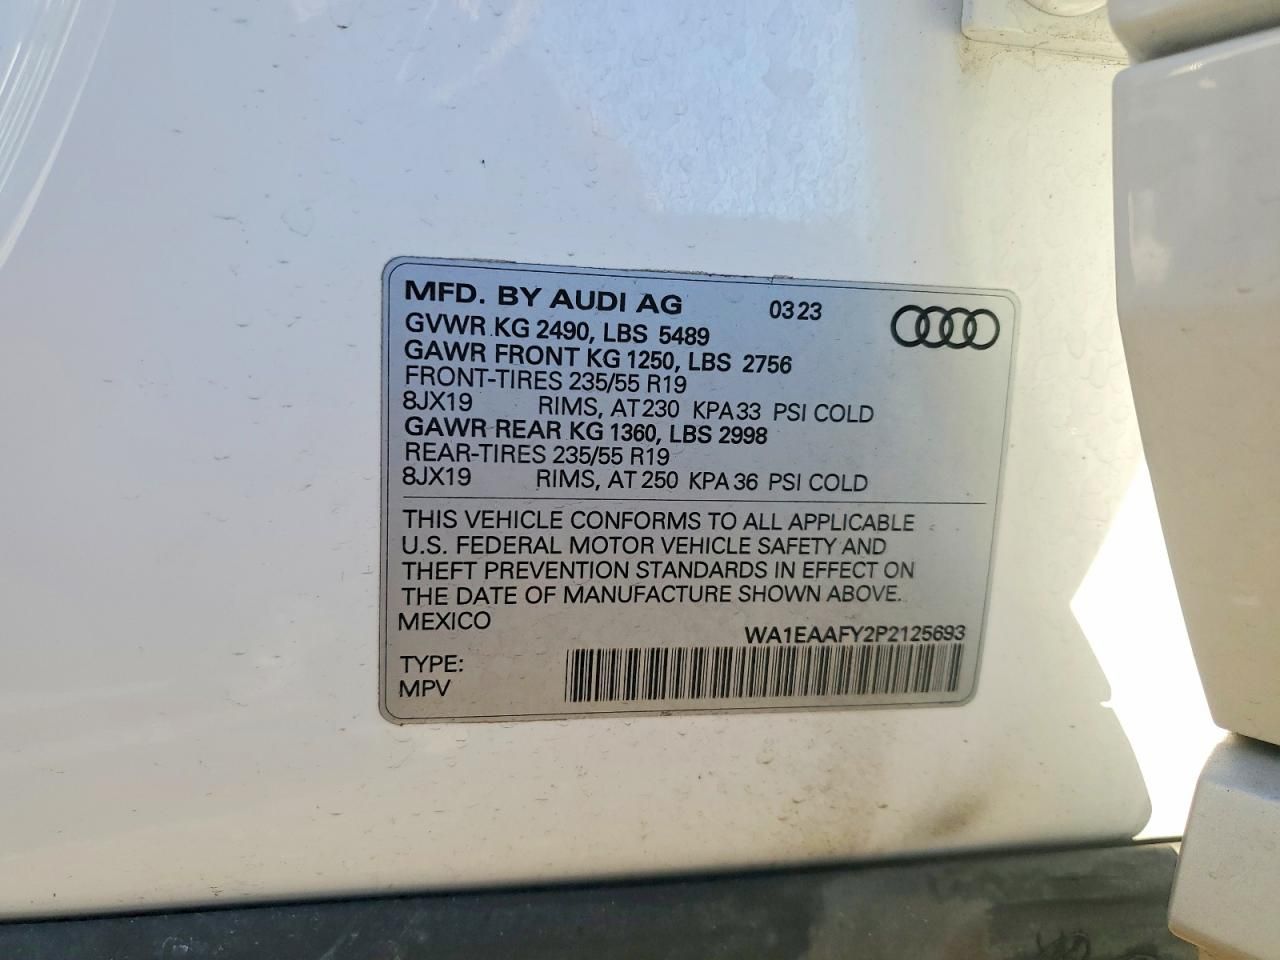 MFD. BY AUDI AG 03 23
GVWR KG 2490, LBS 5489
GAWR FRONT KG 1250, LBS 2756
FRONT-TIRES 235/55 R19
8JX19 RIMS, AT 230 KPA 33 PSI COLD
GAWR REAR KG 1360, LBS 2998
REAR-TIRES 235/55 R19
8JX19 RIMS, AT 250 KPA 36 PSI COLD
THIS VEHICLE CONFORMS TO ALL APPLICABLE
U.S. FEDERAL MOTOR VEHICLE SAFETY AND
THEFT PREVENTION STANDARDS IN EFFECT ON
THE DATE OF MANUFACTURE SHOWN ABOVE.
MEXICO
WA1EAAFY2P2125693
TYPE:
MPV